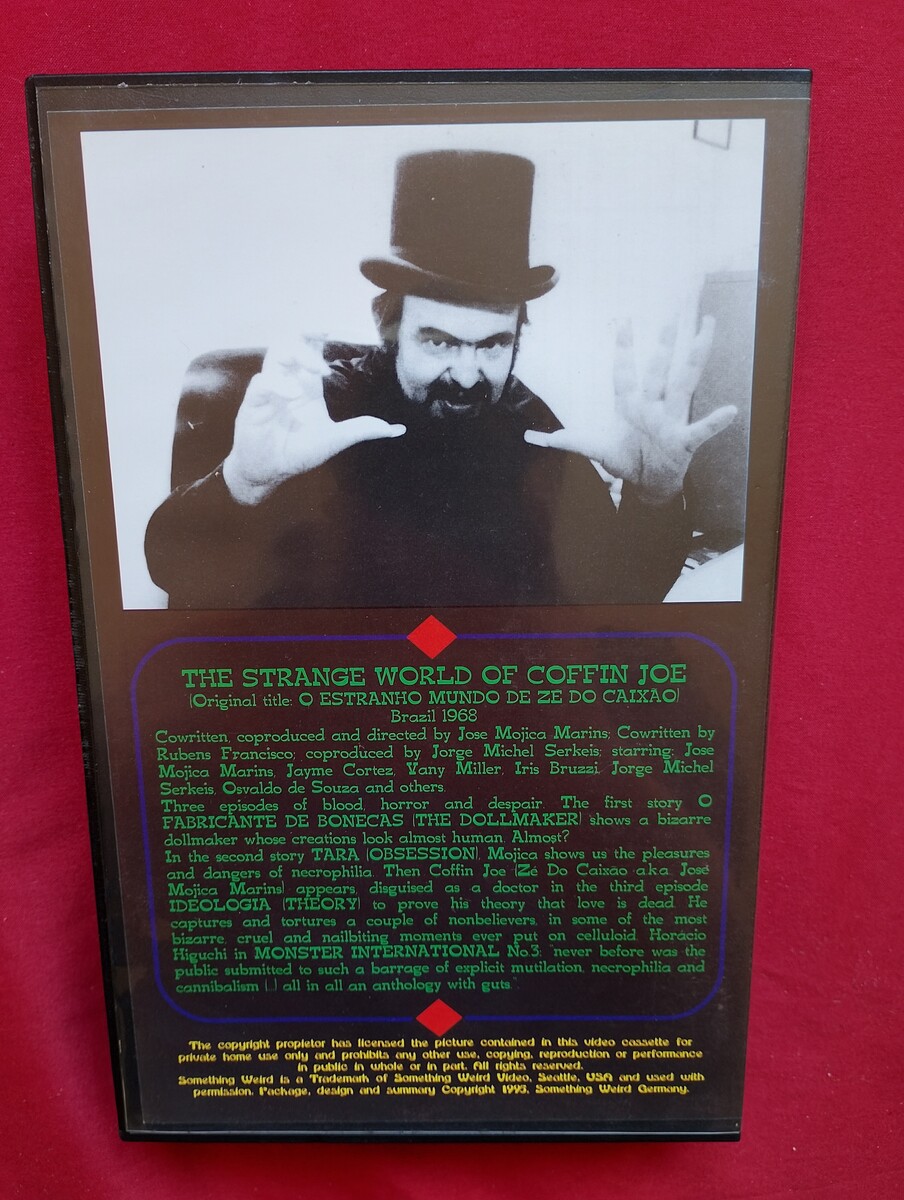 THE STRANGE WORLD OF COFFIN JOE
(Original title: O ESTRANHO MUNDO DE ZE DO CAIXÃO)
Brazil 1968
Cowritten, coproduced and directed by Jose Mojica Marins; Cowritten by
Rubens Francisco; coproduced by Jorge Michel Serkeis; starring: Jose
Mojica Marins, Jayme Cortez, Vany Miller, Iris Bruzzi, Jorge Michel
Serkeis, Osvaldo de Souza and others.
Three episodes of blood, horror and despair. The first story O
FABRICANTE DE BONECAS (THE DOLLMAKER) shows a bizarre
dollmaker whose creations look almost human. Almost?
In the second story TARA (OBSESSION), Mojica shows us the pleasures
and dangers of necrophilia. Then Coffin Joe (Zé Do Caixão a.k.a. José
Mojica Marins) appears, disguised as a doctor in the third episode
IDEOLOGIA (THEORY) to prove his theory that love is dead. He
captures and tortures a couple of nonbelievers, in some of the most
bizarre, cruel and nailbiting moments ever put on celluloid. Horácio
Higuchi in MONSTER INTERNATIONAL No.3: "never before was the
public submitted to such a barrage of explicit mutilation, necrophilia and
cannibalism (...) all in all an anthology with guts."
The copyright propietor has licensed the picture contained in this video cassette for
private home use only and prohibits any other use, copying, reproduction or performance
in public in whole or in part. All rights reserved.
Something Weird is a Trademark of Something Weird Video, Seattle, USA and used with
permission. Package, design and summary Copyright 1995, Something Weird Germany.